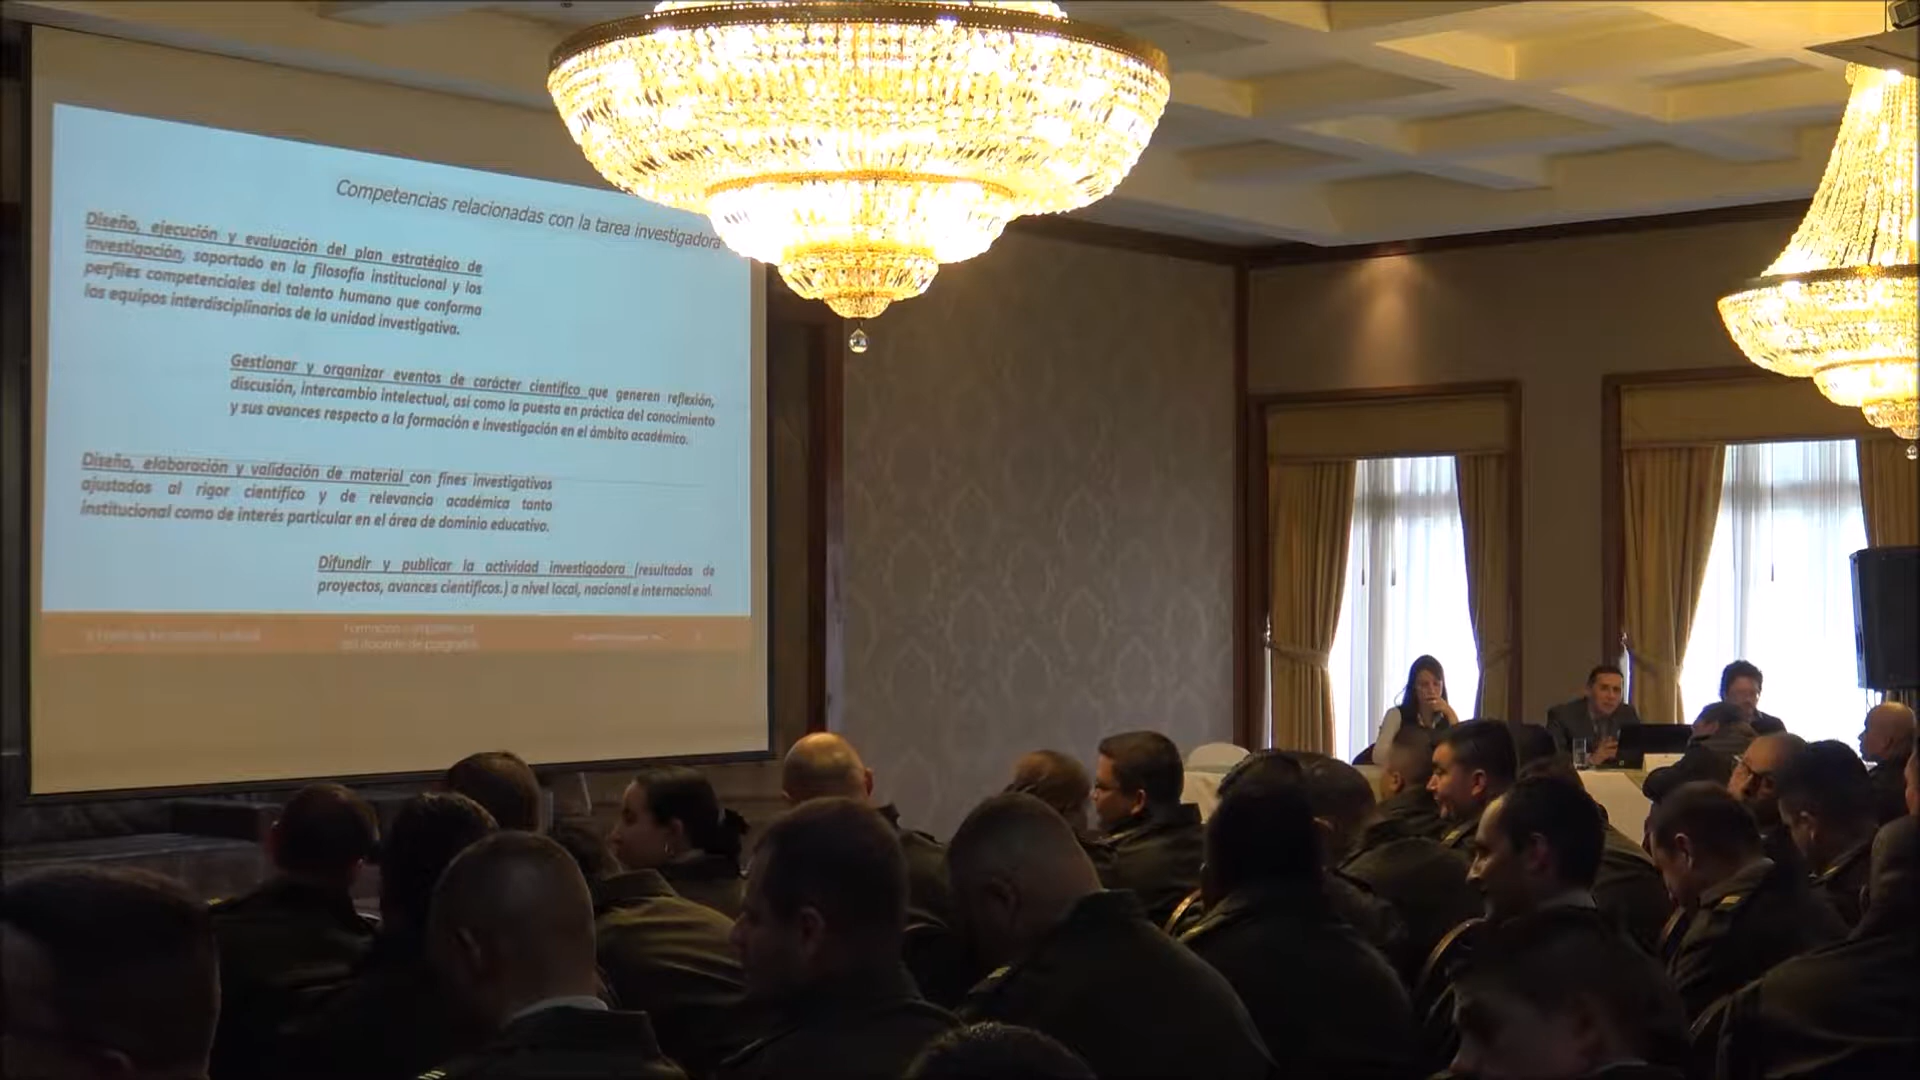 Competencias relacionadas con la tarea investigadora
Diseño, ejecución y evaluación del plan estratégico de
investigación, soportado en la filosofía institucional y los
perfiles competenciales del talento humano que conforma
los equipos interdisciplinarios de la unidad investigativa.
Gestionar y organizar eventos de carácter científico que generen reflexión,
discusión, intercambio intelectual, así como la puesta en práctica del conocimiento
y sus avances respecto a la formación e investigación en el ámbito académico.
Diseño, elaboración y validación de material con fines investigativos
ajustados al rigor científico y de relevancia académica tanto
institucional como de interés particular en el área de dominio educativo.
Difundir y publicar la actividad investigadora (resultados de
proyectos, avances científicos.) a nivel local, nacional e internacional.
del docente de posgrados